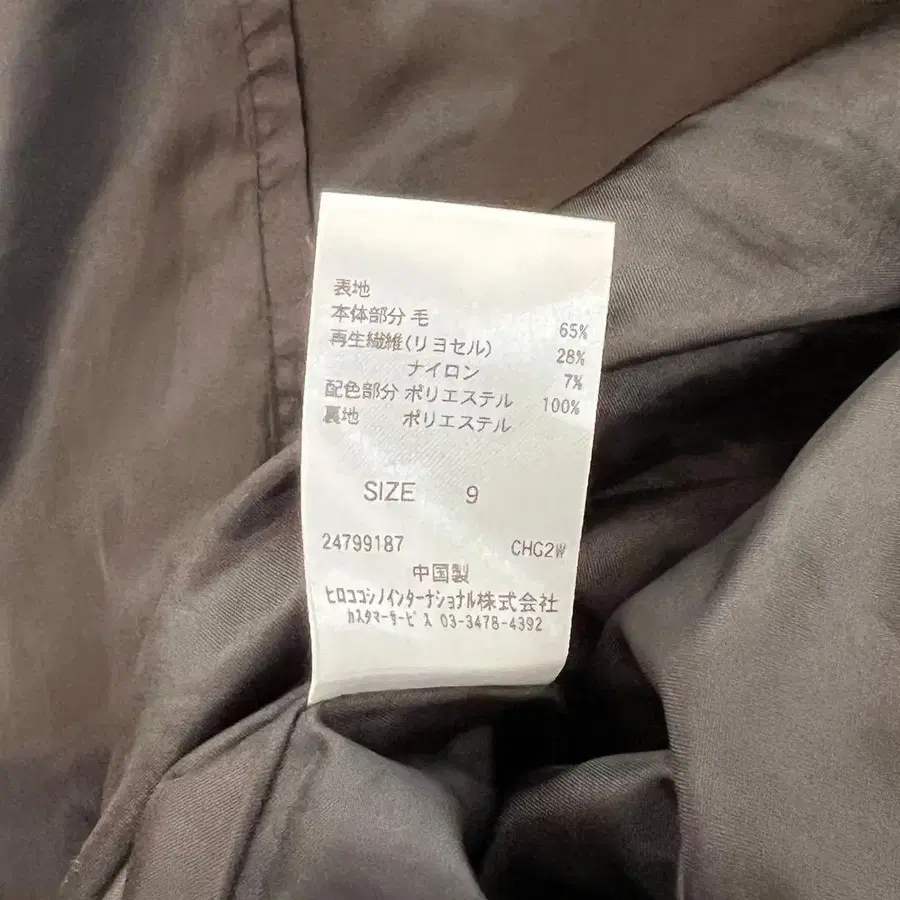 表地
本体部分 毛 65%
再生繊維(リヨセル) 28%
ナイロン 7%
配色部分 ポリエステル 100%
裏地 ポリエステル
SIZE 9
24799187 CHG2W
中国製
ﾋﾛｺｺｼﾉｲﾝﾀｰﾅｼｮﾅﾙ株式会社
ｶｽﾀﾏｰｻｰﾋﾞｽ 03-3478-4392